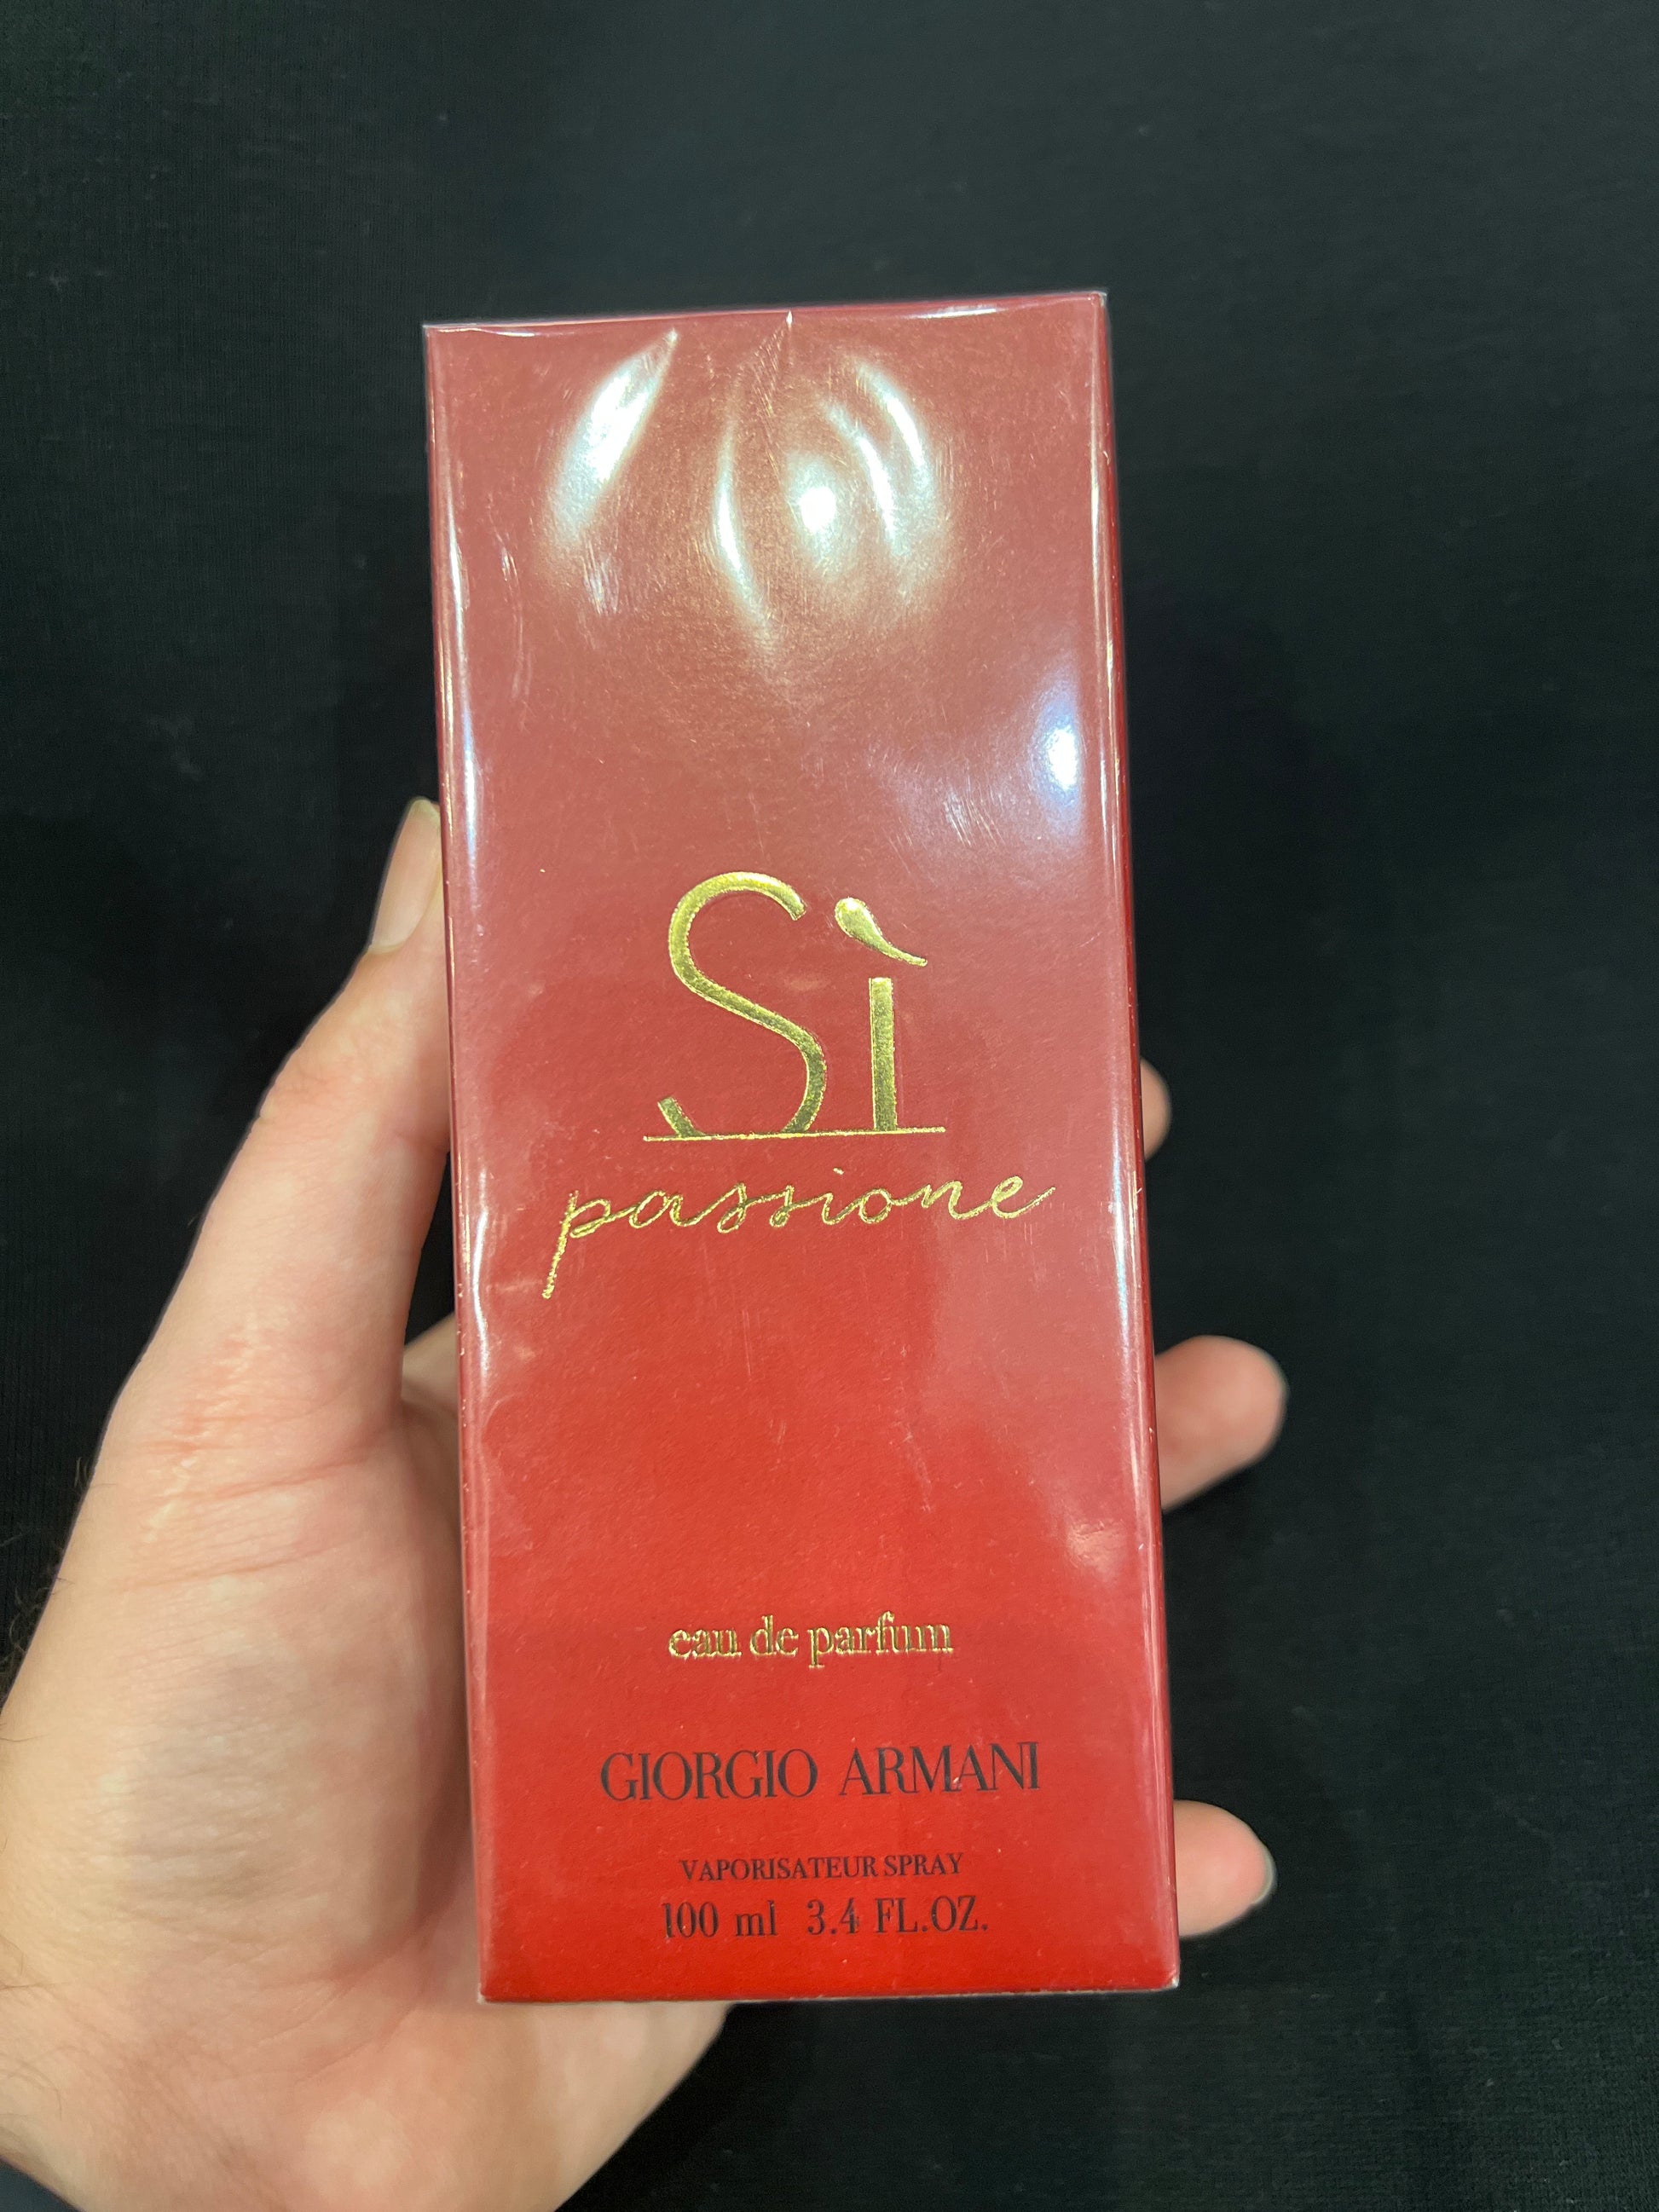 Sì
passione
eau de parfum
GIORGIO ARMANI
VAPORISATEUR SPRAY
100 ml 3.4 FL.OZ.